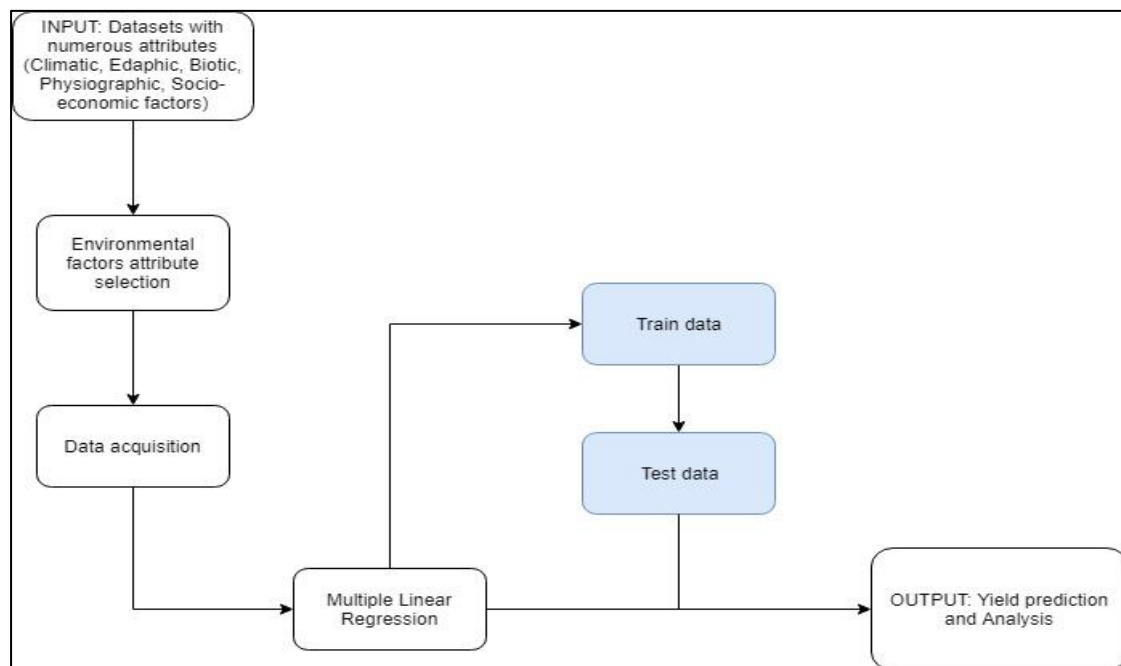 INPUT: Datasets with
numerous attributes
(Climatic, Edaphic, Biotic,
Physiographic, Socio-
economic factors)
Environmental
factors attribute
selection
Train data
Data acquisition
Test data
Multiple Linear
Regression
OUTPUT: Yield prediction
and Analysis